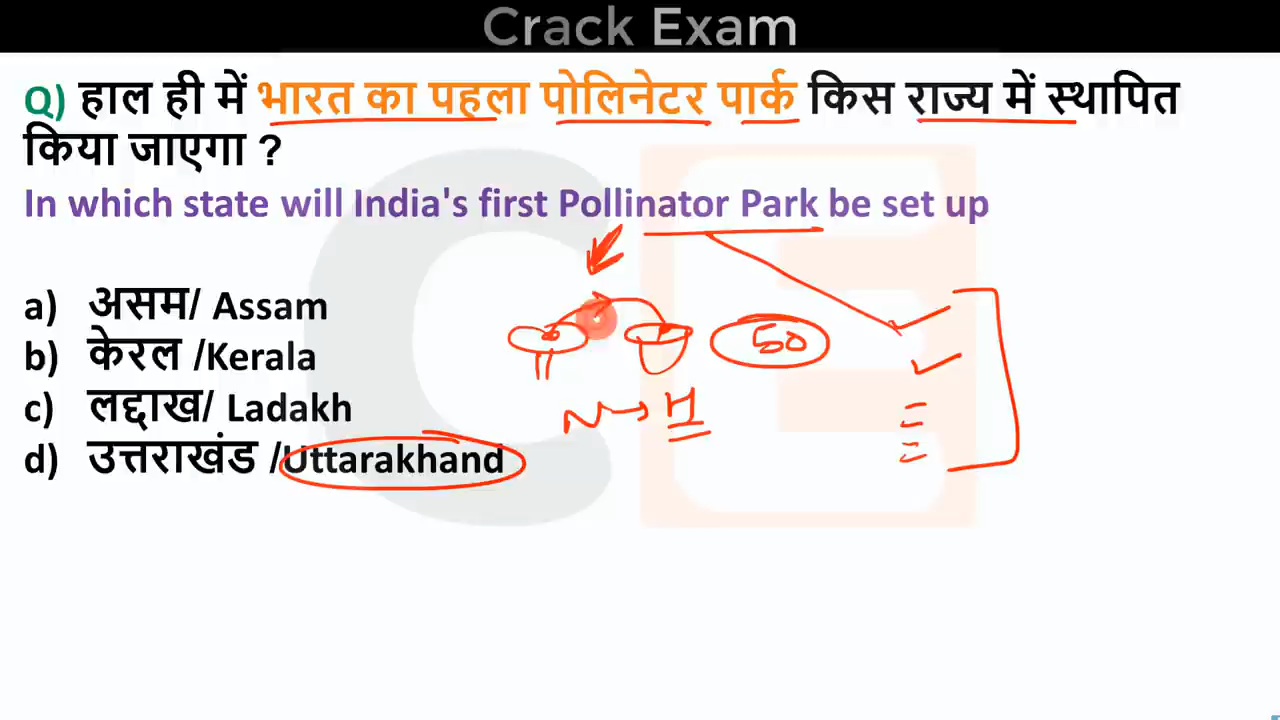 Crack Exam
Q) हाल ही में भारत का पहला पोलिनेटर पार्क किस राज्य में स्थापित
किया जाएगा ?
In which state will India's first Pollinator Park be set up
a) असम/ Assam
b) केरल /Kerala
50
c) लद्दाख/ Ladakh
N → H
d) उत्तराखंड /Uttarakhand